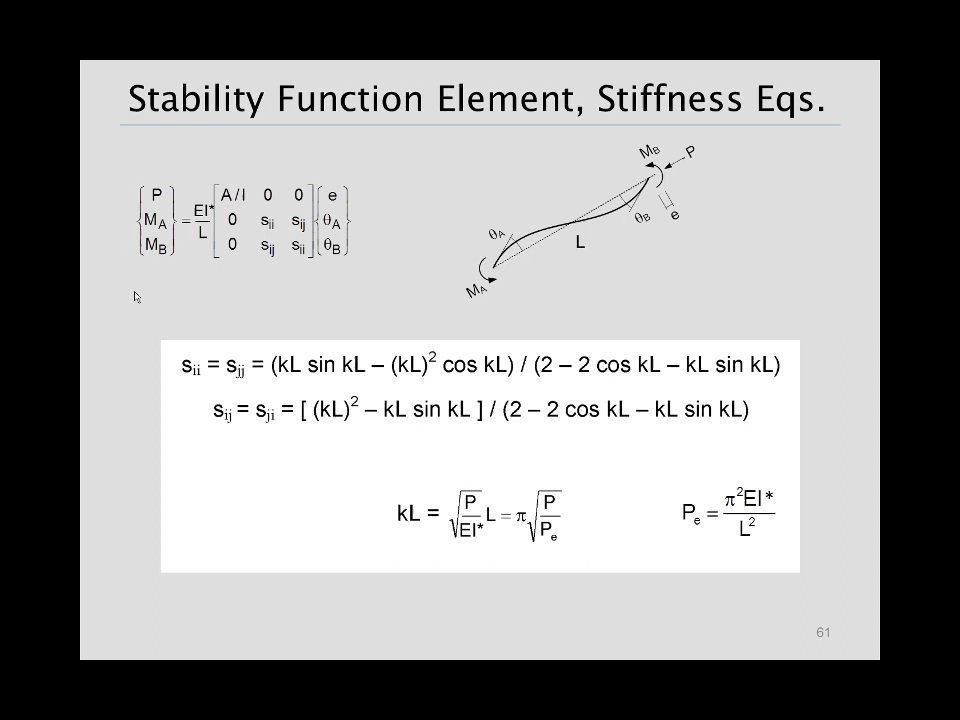 Stability Function Element, Stiffness Eqs.
{P M_A M_B} = EI*/L [A/I 0 0; 0 s_ii s_ij; 0 s_ij s_ii] {e θ_A θ_B}
M_B P
θ_B e
θ_A L
M_A
s_ii = s_jj = (kL sin kL – (kL)² cos kL) / (2 – 2 cos kL – kL sin kL)
s_ij = s_ji = [ (kL)² – kL sin kL ] / (2 – 2 cos kL – kL sin kL)
kL = √(P/EI*) L = π √(P/P_e) P_e = π²EI*/L²
61